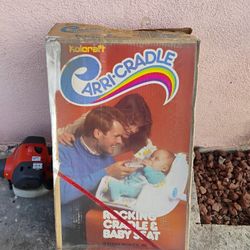 Kolcraft
CARRI-CRADLE
ROCKING
CRADLE &
BABY SEAT